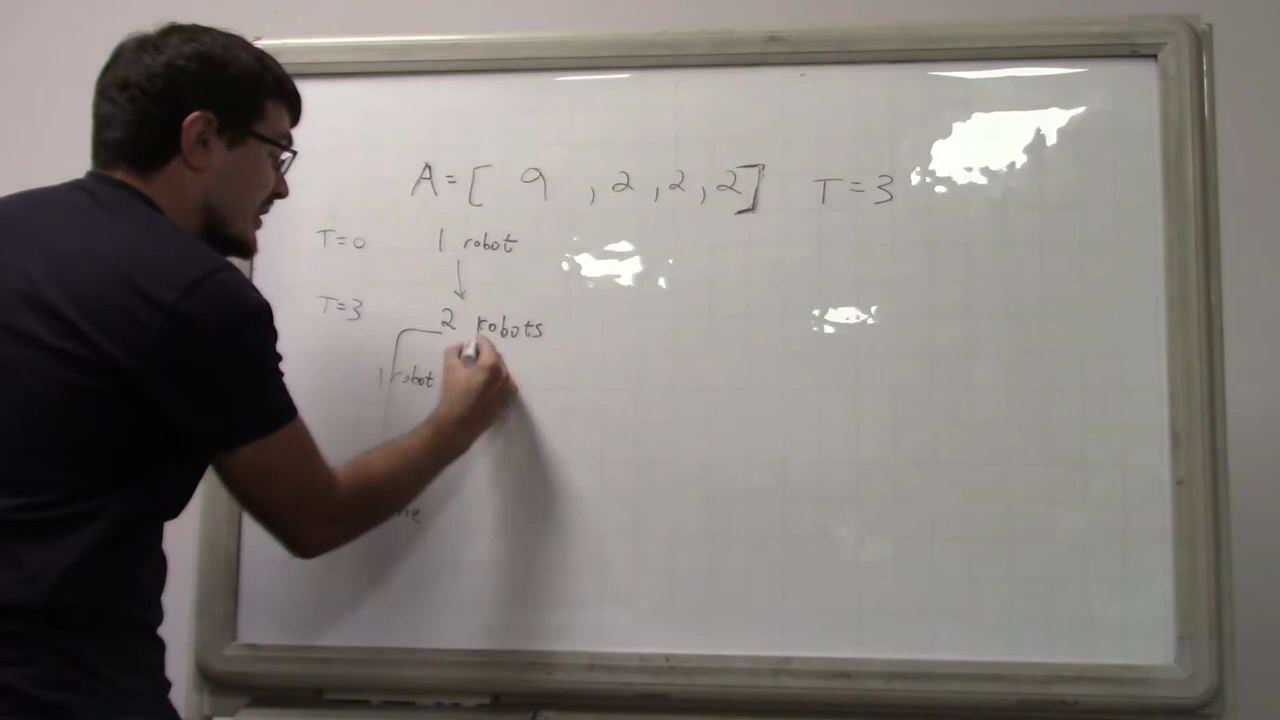 A = [ 9 , 2 , 2 , 2 ] T = 3
T = 0 1 robot
T = 3 2 robots
1 robot